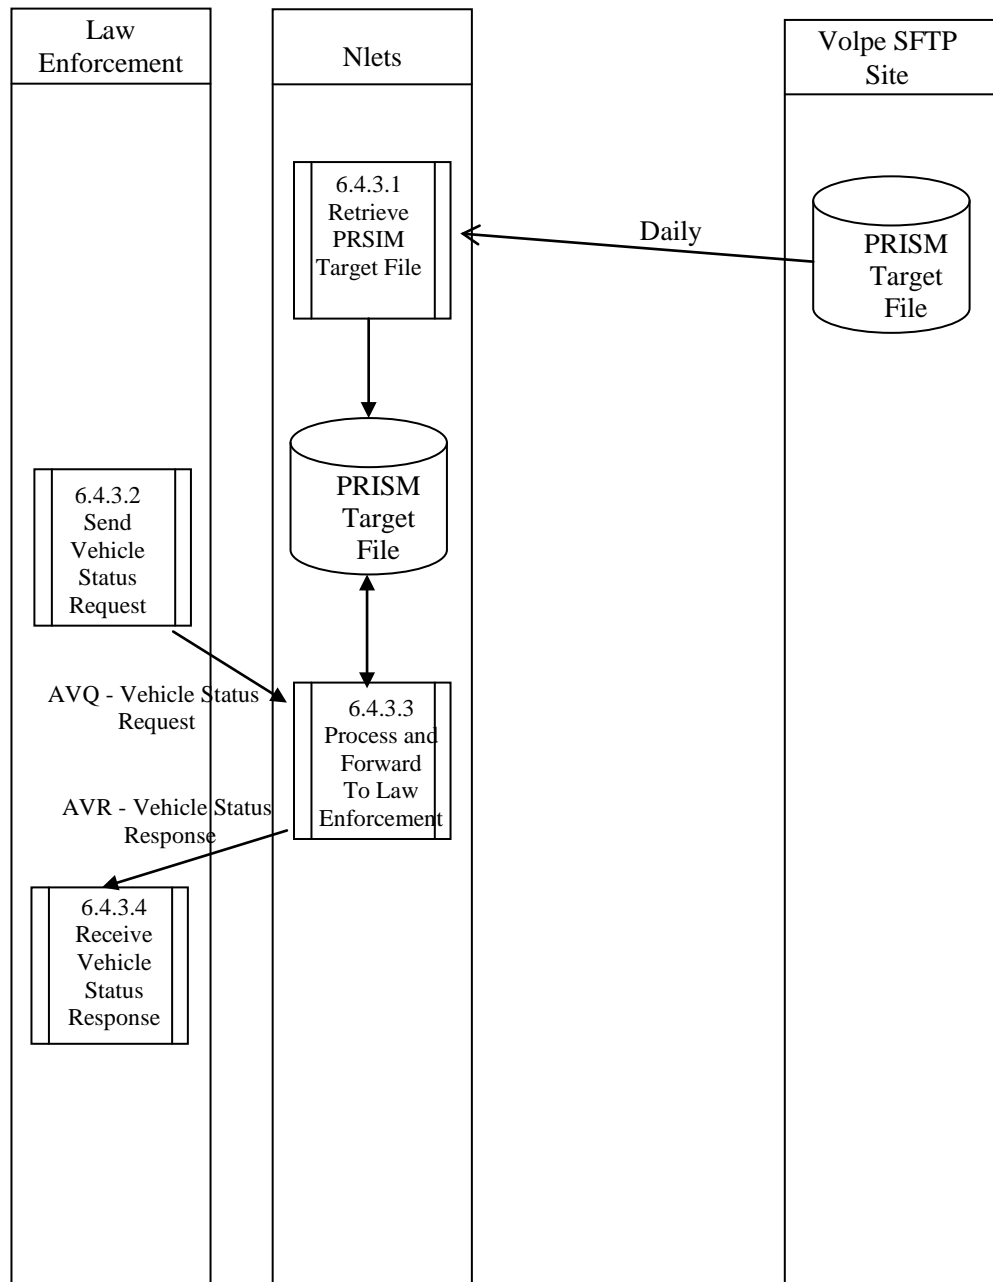 Law
Enforcement
Nlets
Volpe SFTP
Site
6.4.3.1
Retrieve
PRSIM
Target File
Daily
PRISM
Target
File
PRISM
Target
File
6.4.3.2
Send
Vehicle
Status
Request
AVQ - Vehicle Status
Request
6.4.3.3
Process and
Forward
To Law
Enforcement
AVR - Vehicle Status
Response
6.4.3.4
Receive
Vehicle
Status
Response